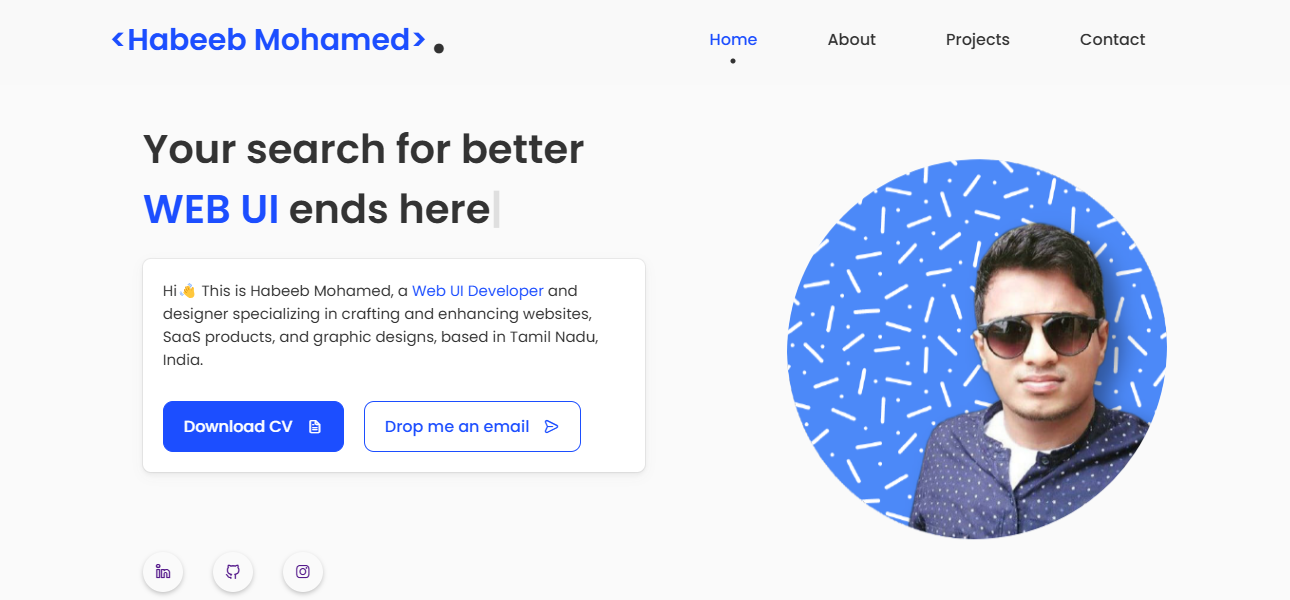 <Habeeb Mohamed> .
Home About Projects Contact
Your search for better
WEB UI ends here|
Hi👋 This is Habeeb Mohamed, a Web UI Developer and
designer specializing in crafting and enhancing websites,
SaaS products, and graphic designs, based in Tamil Nadu,
India.
Download CV
Drop me an email
in